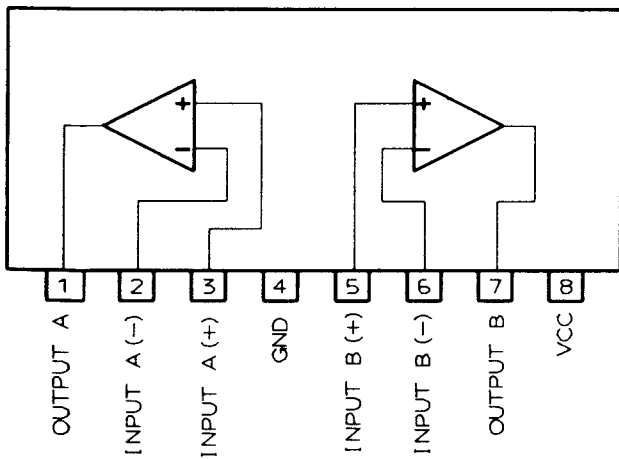 +
−
+
−
1
2
3
4
5
6
7
8
OUTPUT A
INPUT A(−)
INPUT A(+)
GND
INPUT B(+)
INPUT B(−)
OUTPUT B
VCC